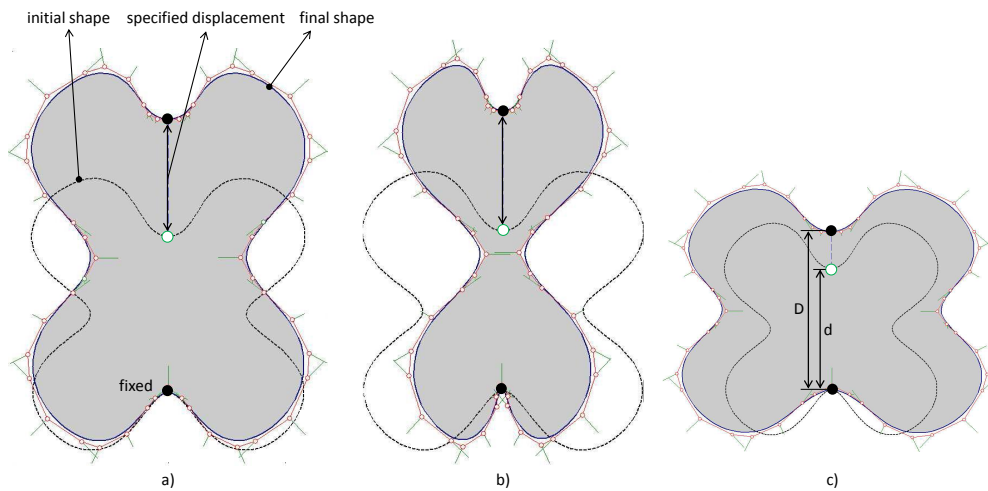 initial shape specified displacement final shape
fixed
D
d
a) b) c)